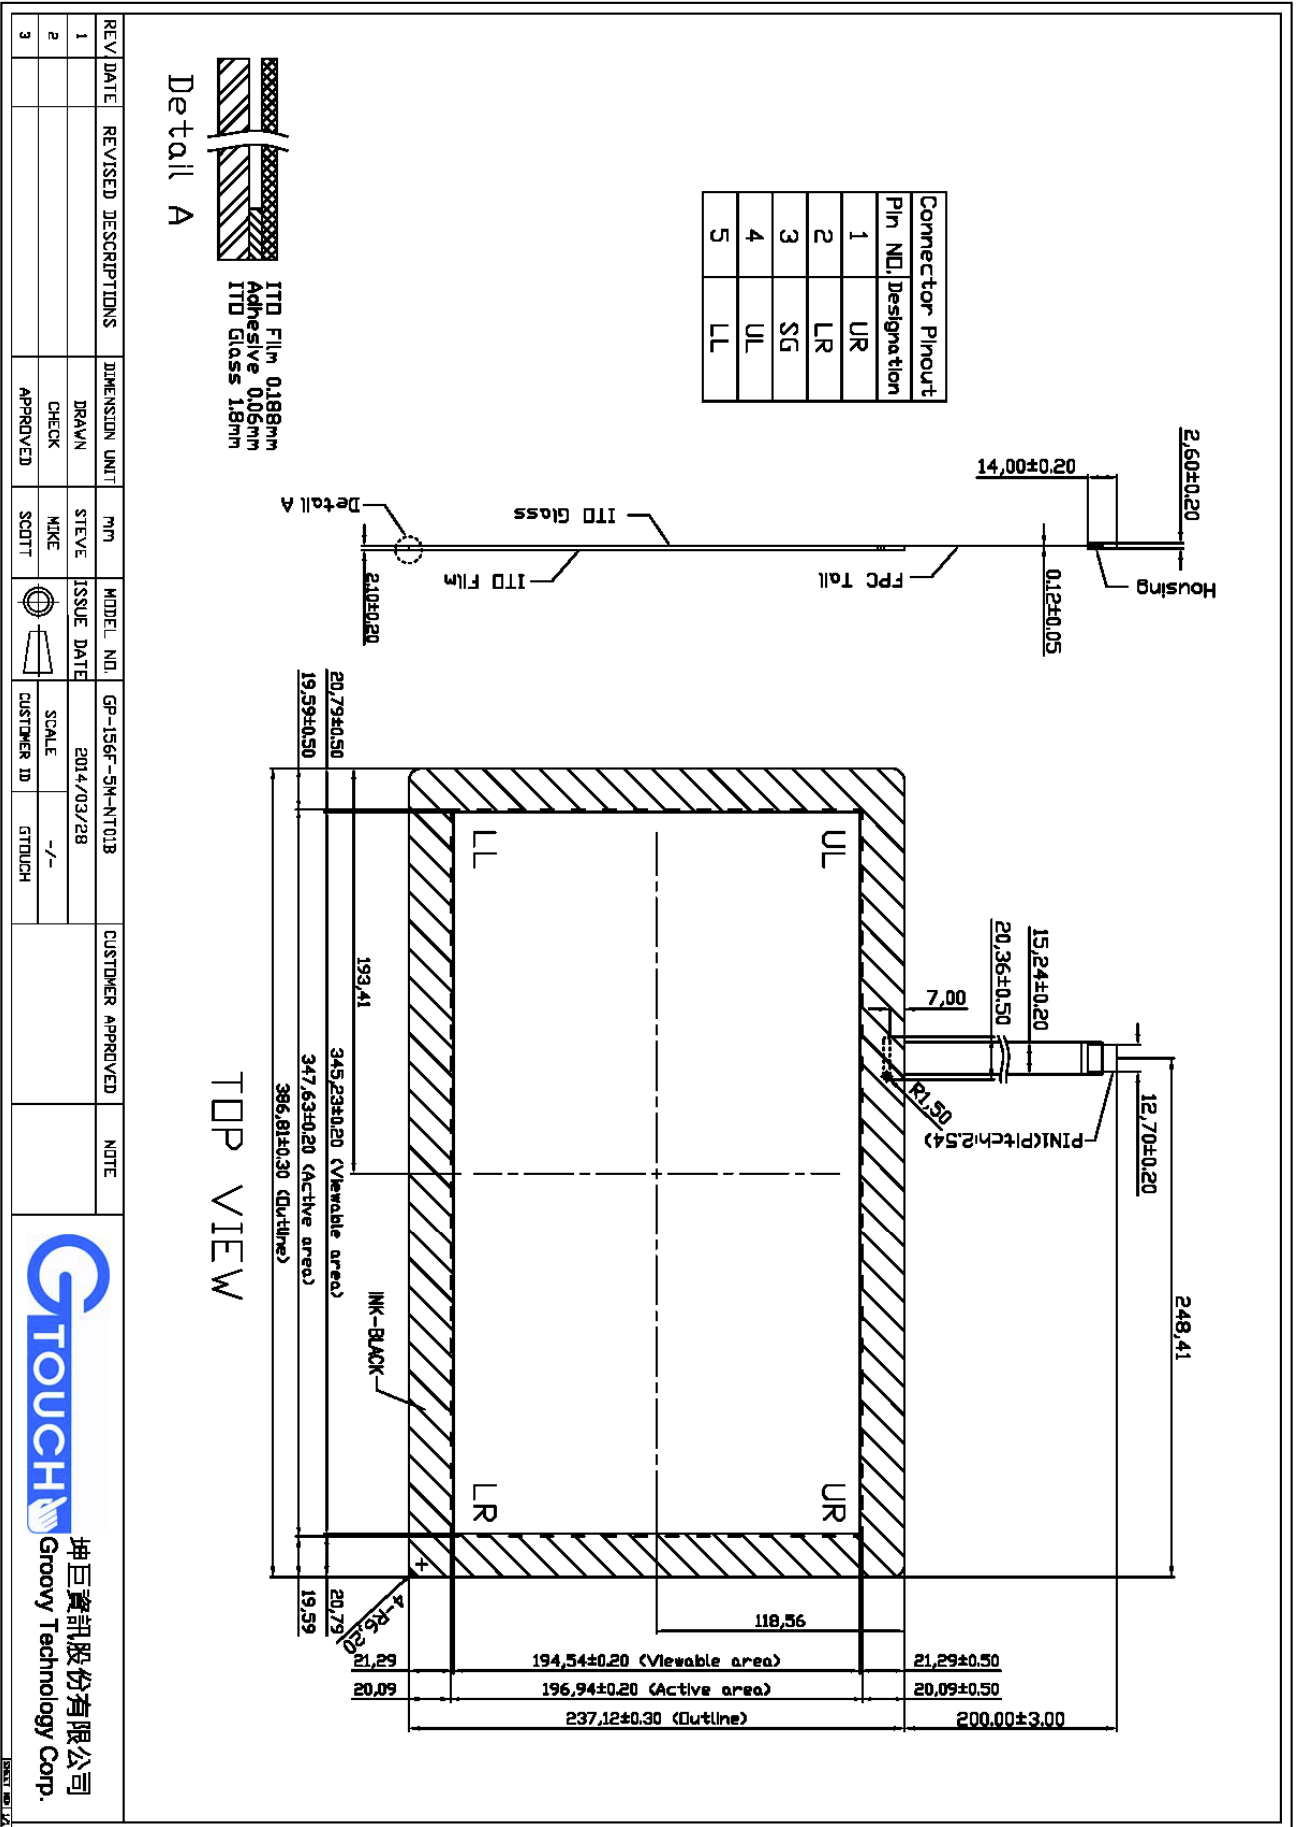 Connector Pinout
Pin NO. Designation
1 UR
2 LR
3 SG
4 UL
5 LL
2,60±0.20
14,00±0.20
Housing
0.12±0.05
FPC Tail
ITO Glass
ITO Film
Detail A
2.10±0.20
ITO Film 0.188mm
Adhesive 0.06mm
ITO Glass 1.8mm
Detail A
248,41
12,70±0.20
PIN1(Pitch:2.54)
15,24±0.20
20,36±0.50
7,00
R1,50
UL
UR
LL
LR
193,41
INK-BLACK
118,56
4-R6,20
20,79±0.50
345,23±0.20 (Viewable area)
20,79
19,59±0.50
347,63±0.20 (Active area)
19,59
386,81±0.30 (Outline)
21,29±0.50
194,54±0.20 (Viewable area)
21,29
20,09±0.50
196,94±0.20 (Active area)
20,09
200.00±3.00
237,12±0.30 (Outline)
TOP VIEW
REV. DATE REVISED DESCRIPTIONS DIMENSION UNIT mm MODEL NO. GP-156F-5M-NT01B CUSTOMER APPROVED NOTE
1 DRAWN STEVE ISSUE DATE 2014/03/28
2 CHECK MIKE SCALE -/-
3 APPROVED SCOTT CUSTOMER ID GTOUCH
GTOUCH
坤巨資訊股份有限公司
Groovy Technology Corp.